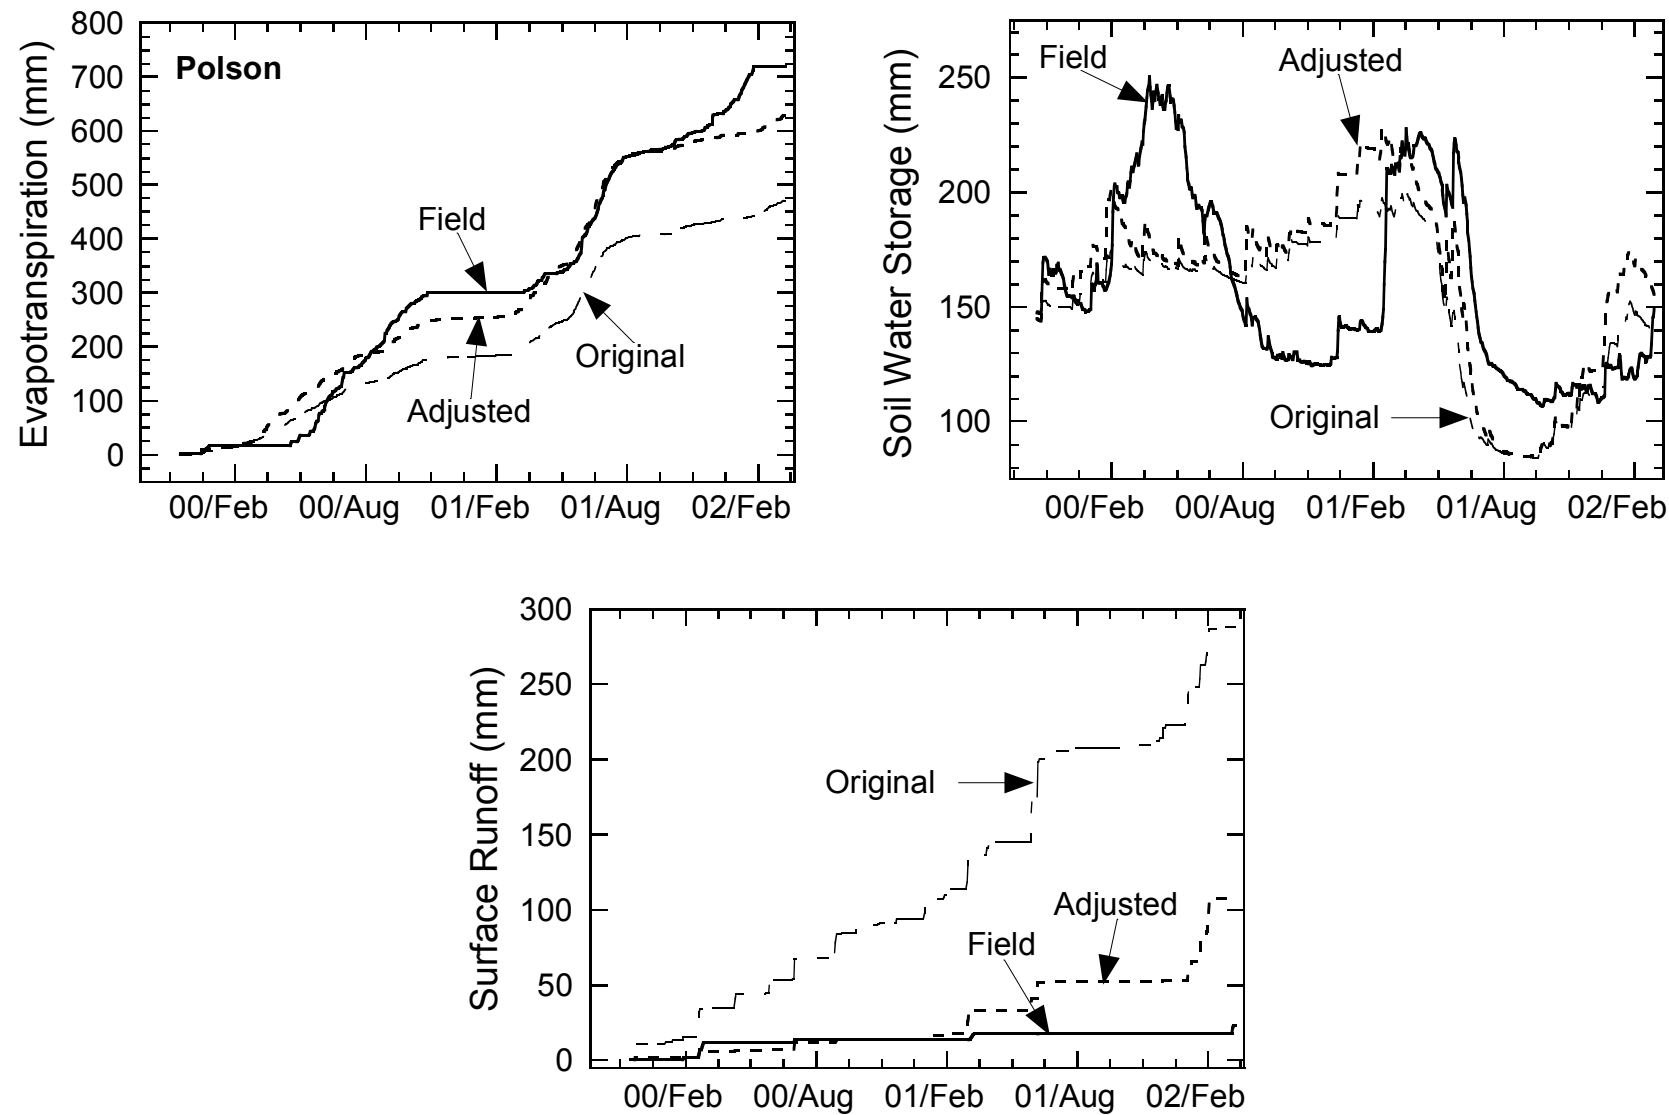 Evapotranspiration (mm)
800
700
600
500
400
300
200
100
0
Polson
Field
Original
Adjusted
00/Feb 00/Aug 01/Feb 01/Aug 02/Feb
Soil Water Storage (mm)
250
200
150
100
Field
Adjusted
Original
00/Feb 00/Aug 01/Feb 01/Aug 02/Feb
Surface Runoff (mm)
300
250
200
150
100
50
0
Original
Adjusted
Field
00/Feb 00/Aug 01/Feb 01/Aug 02/Feb